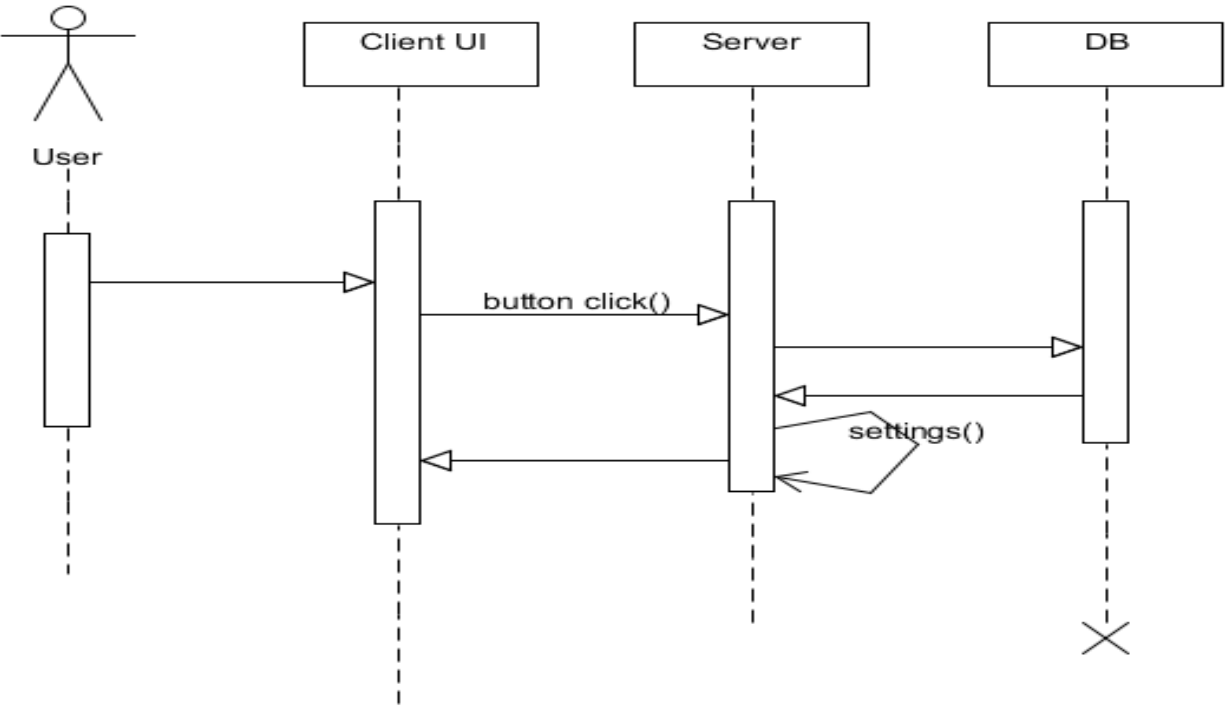 Client UI
Server
DB
User
button click()
settings()